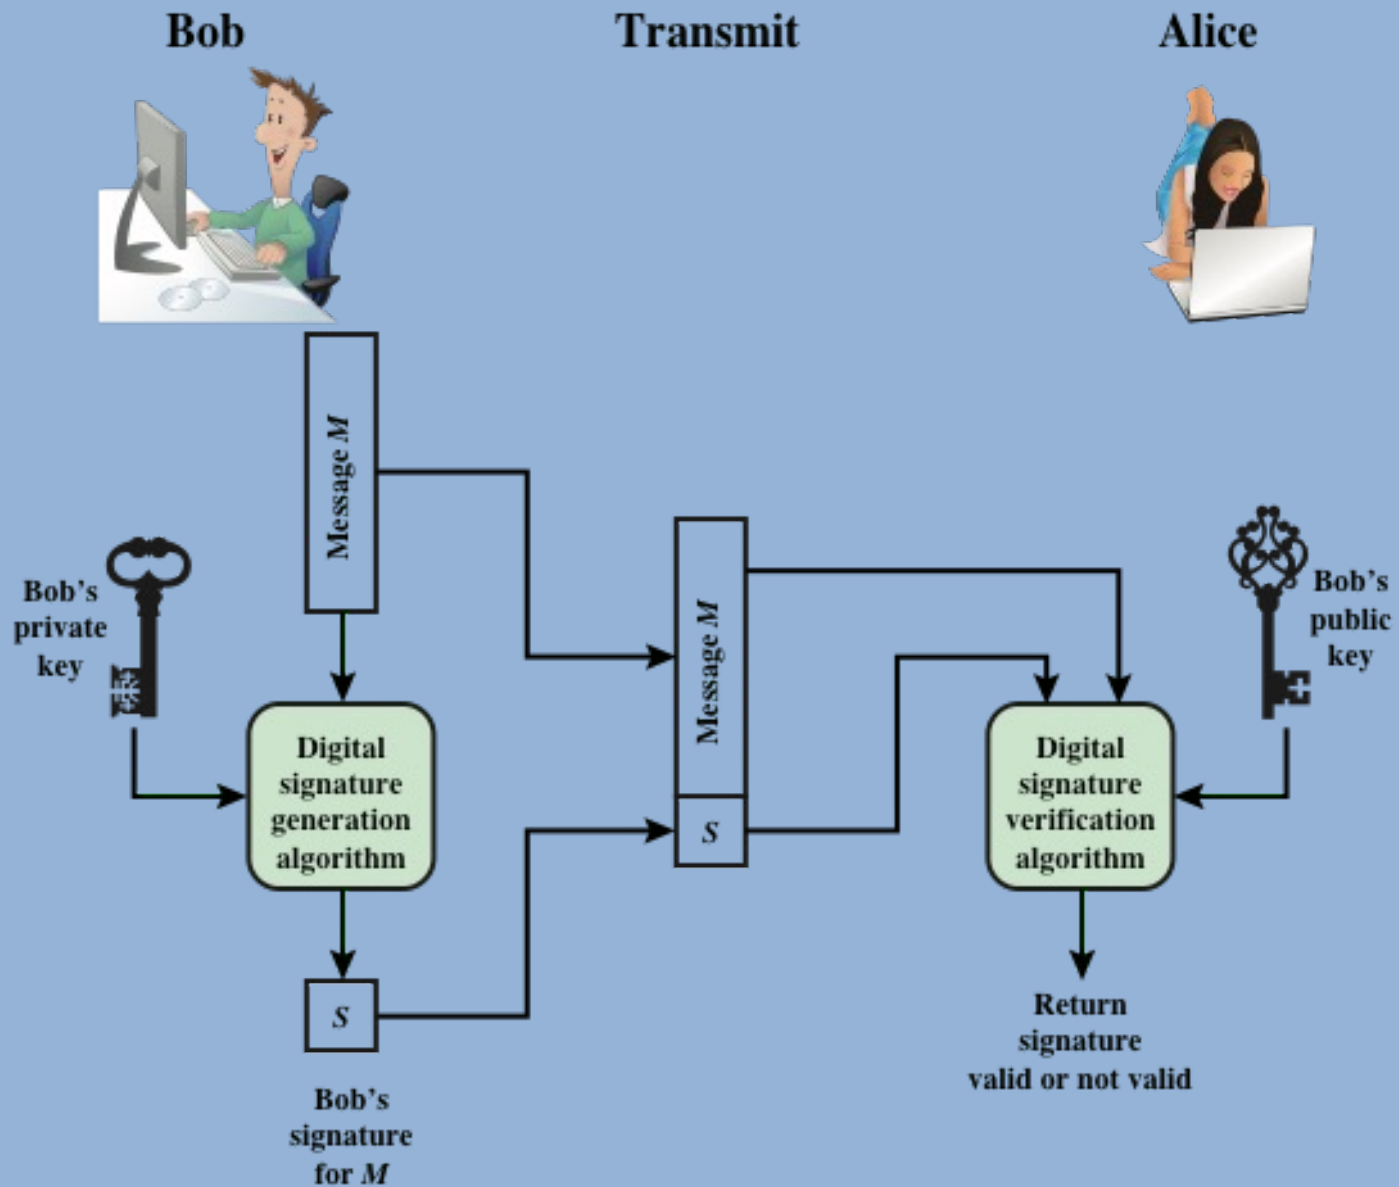 Bob
Transmit
Alice
Message M
Bob's
private
key
Digital
signature
generation
algorithm
S
Bob's
signature
for M
Message M
S
Bob's
public
key
Digital
signature
verification
algorithm
Return
signature
valid or not valid